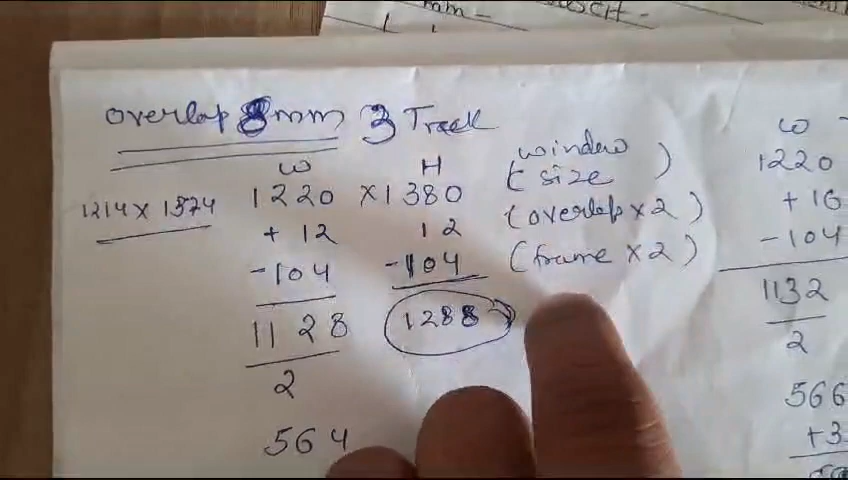 mm -
overlap 8mm 3 Track
W H
1214 x 1374 1220 x 1380 (window size)
+ 12 12 (overlap x 2)
-104 -104 (frame x 2)
1128 1288
2
564
W
1220
+ 16
-104
1132
2
566
+3